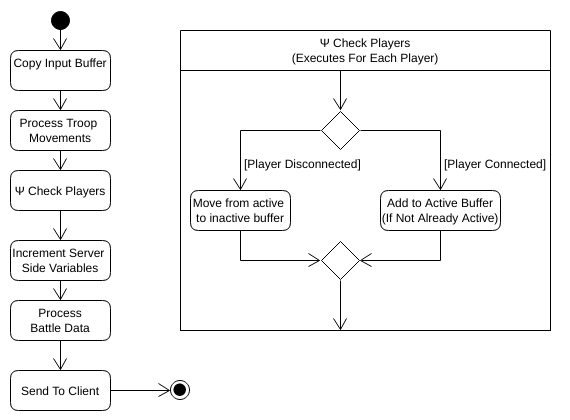 Copy Input Buffer
Process Troop
Movements
Ψ Check Players
Increment Server
Side Variables
Process
Battle Data
Send To Client
Ψ Check Players
(Executes For Each Player)
[Player Disconnected]
[Player Connected]
Move from active
to inactive buffer
Add to Active Buffer
(If Not Already Active)